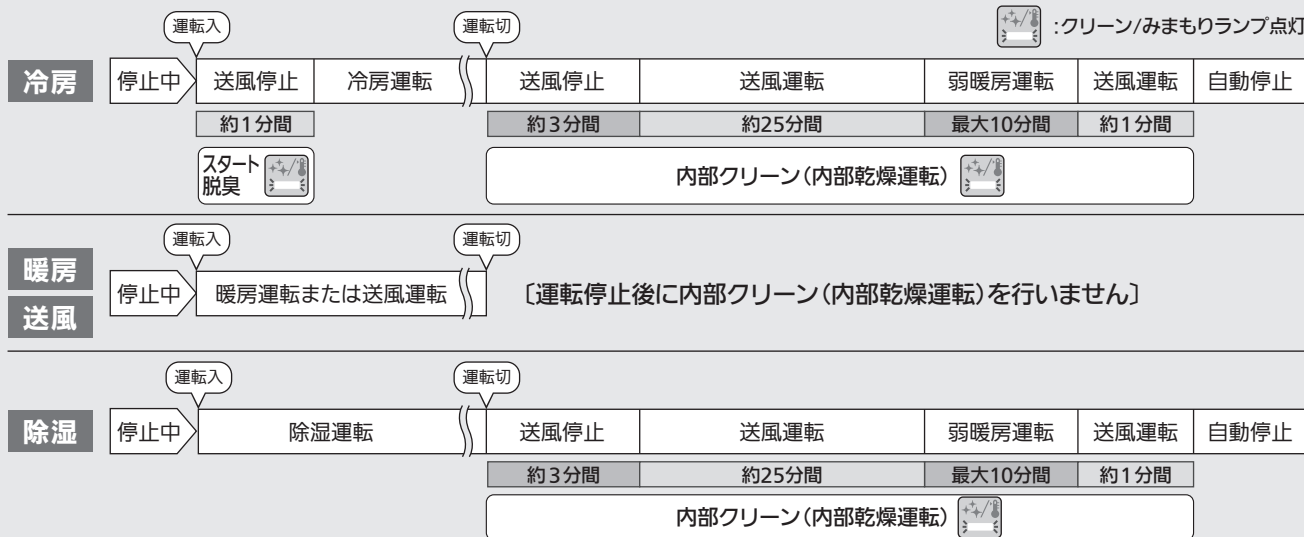 :クリーン/みまもりランプ点灯
運転入
運転切
冷房
停止中
送風停止
冷房運転
送風停止
送風運転
弱暖房運転
送風運転
自動停止
約1分間
約3分間
約25分間
最大10分間
約1分間
スタート
脱臭
内部クリーン(内部乾燥運転)
運転入
運転切
暖房
送風
停止中
暖房運転または送風運転
〔運転停止後に内部クリーン(内部乾燥運転)を行いません〕
運転入
運転切
除湿
停止中
除湿運転
送風停止
送風運転
弱暖房運転
送風運転
自動停止
約3分間
約25分間
最大10分間
約1分間
内部クリーン(内部乾燥運転)